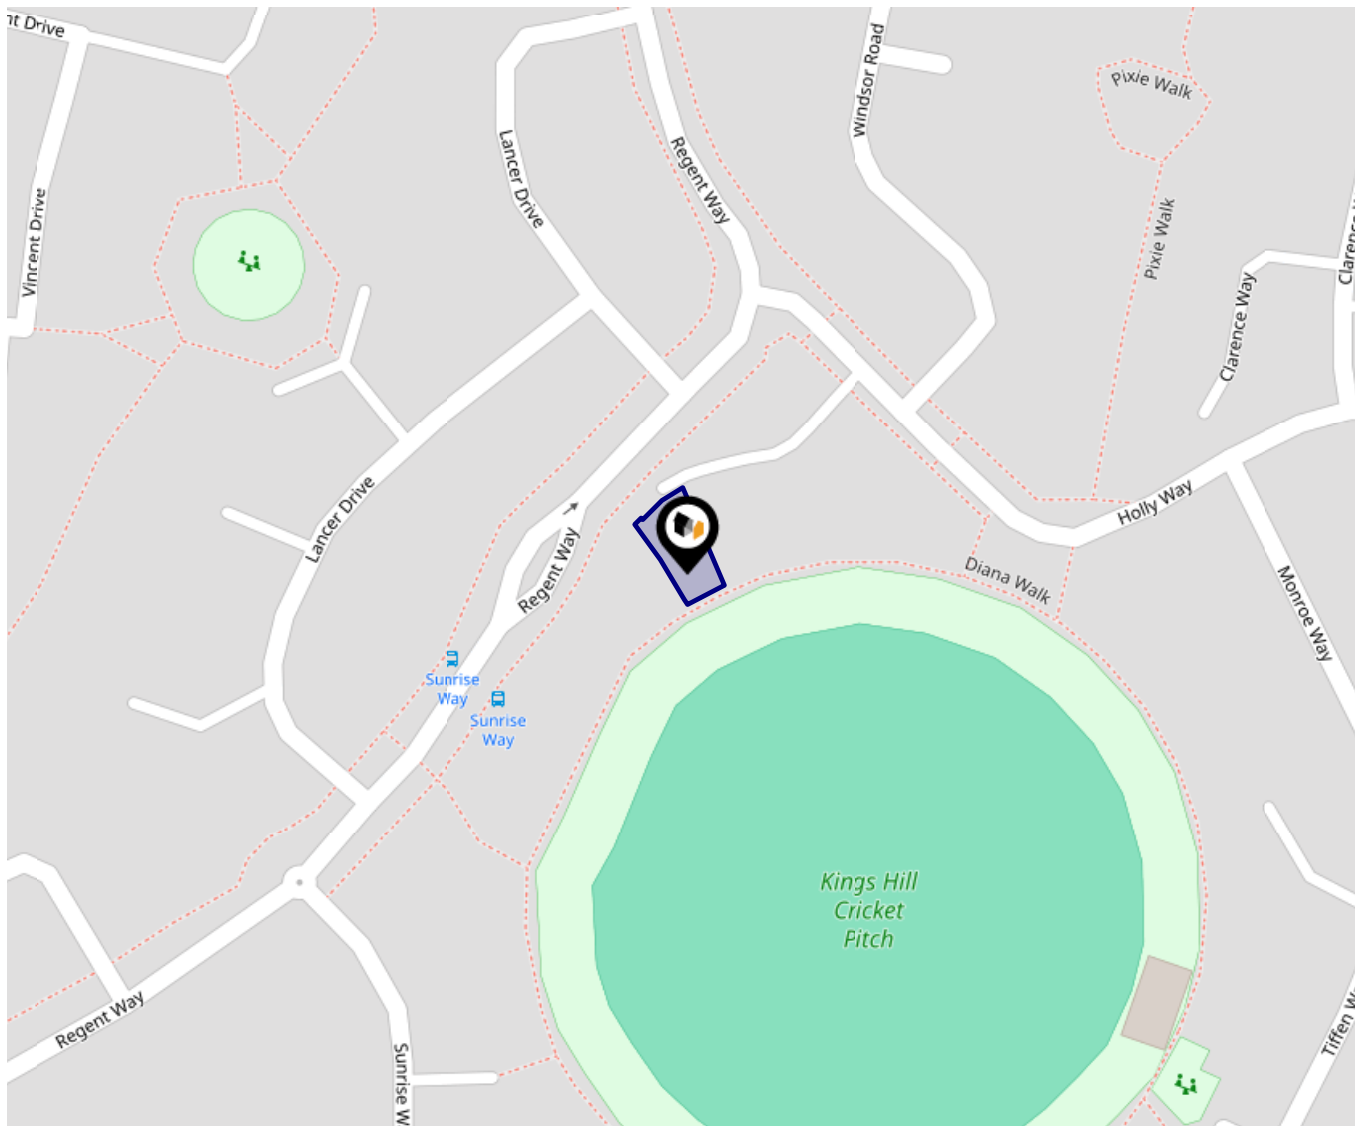 nt Drive
Windsor Road
Pixie Walk
Lancer Drive
Regent Way
Vincent Drive
Pixie Walk
Clarence Way
Clarence Way
Lancer Drive
Holly Way
Regent Way
Diana Walk
Monroe Way
Sunrise
Way
Sunrise
Way
Kings Hill
Cricket
Pitch
Regent Way
Sunrise W
Tiffen W